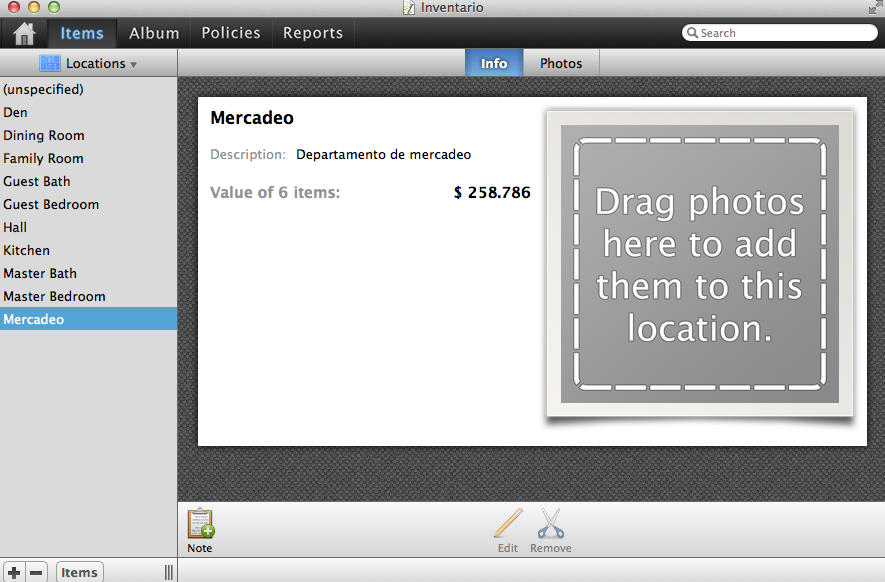 Inventario
Items
Album
Policies
Reports
Search
Locations
Info
Photos
(unspecified)
Den
Dining Room
Family Room
Guest Bath
Guest Bedroom
Hall
Kitchen
Master Bath
Master Bedroom
Mercadeo
Mercadeo
Description: Departamento de mercadeo
Value of 6 items: $ 258.786
Drag photos
here to add
them to this
location.
Note
Edit
Remove
Items